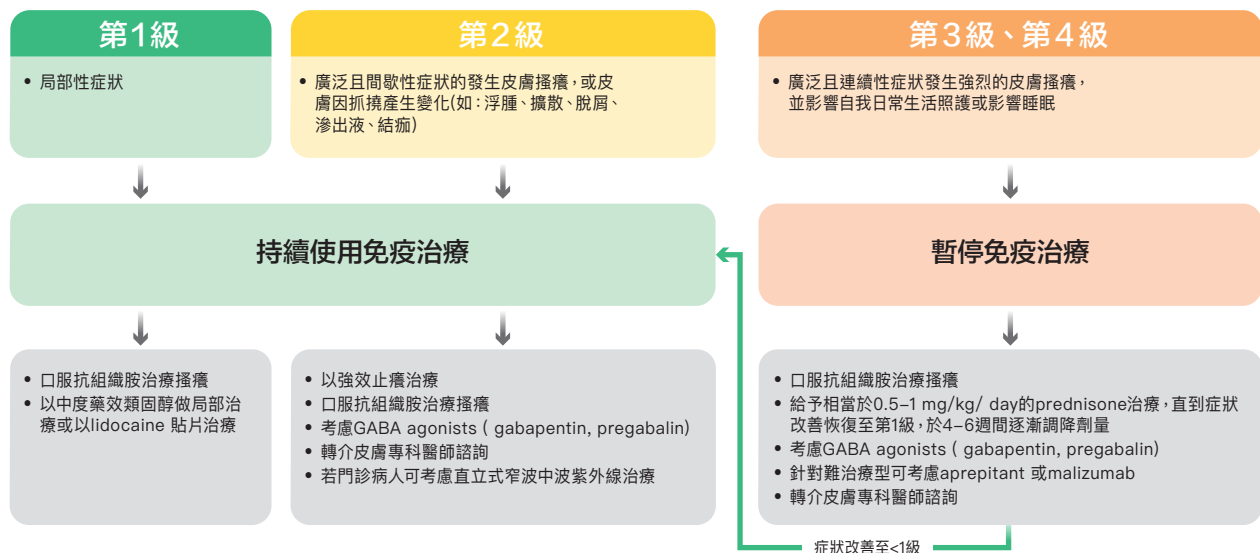 第1級
• 局部性症狀
第2級
• 廣泛且間歇性症狀的發生皮膚搔癢，或皮
膚因抓撓產生變化(如：浮腫、擴散、脫屑、
滲出液、結痂)
第3級、第4級
• 廣泛且連續性症狀發生強烈的皮膚搔癢，
並影響自我日常生活照護或影響睡眠
持續使用免疫治療
暫停免疫治療
• 口服抗組織胺治療搔癢
• 以中度藥效類固醇做局部治
療或以lidocaine 貼片治療
• 以強效止癢治療
• 口服抗組織胺治療搔癢
• 考慮GABA agonists ( gabapentin, pregabalin)
• 轉介皮膚專科醫師諮詢
• 若門診病人可考慮直立式窄波中波紫外線治療
• 口服抗組織胺治療搔癢
• 給予相當於0.5–1 mg/kg/ day的prednisone治療，直到症狀
改善恢復至第1級，於4–6週間逐漸調降劑量
• 考慮GABA agonists ( gabapentin, pregabalin)
• 針對難治療型可考慮aprepitant 或malizumab
• 轉介皮膚專科醫師諮詢
症狀改善至<1級